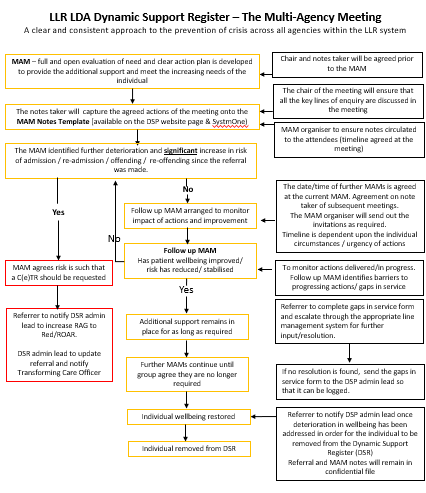 LLR LDA Dynamic Support Register – The Multi-Agency Meeting
A clear and consistent approach to the prevention of crisis across all agencies within the LLR system
MAM – full and open evaluation of need and clear action plan is developed
to provide the additional support and meet the increasing needs of the
individual
Chair and notes taker will be agreed prior
to the MAM
The notes taker will capture the agreed actions of the meeting onto the
MAM Notes Template (available on the DSP website page & SystmOne)
The chair of the meeting will ensure that
all the key lines of enquiry are discussed in
the meeting
MAM organiser to ensure notes circulated
to the attendees (timeline agreed at the
meeting)
The MAM identified further deterioration and significant increase in risk
of admission / re-admission / offending / re-offending since the referral
was made.
Yes
No
No
Follow up MAM arranged to monitor
impact of actions and improvement
The date/time of further MAMs is agreed
at the current MAM. Agreement on note
taker of subsequent meetings.
The MAM organiser will send out the
invitations as required.
Timeline is dependent upon the individual
circumstances / urgency of actions
Follow up MAM
Has patient wellbeing improved/
risk has reduced/ stabilised
To monitor actions delivered/in progress.
Follow up MAM identifies barriers to
progressing actions/ gaps in service
MAM agrees risk is such that
a C(e)TR should be requested
Yes
Referrer to complete gaps in service form
and escalate through the appropriate line
management system for further
input/resolution.
Referrer to notify DSR admin
lead to increase RAG to
Red/ROAR.
DSR admin lead to update
referral and notify
Transforming Care Officer
Additional support remains in
place for as long as required
Further MAMs continue until
group agree they are no longer
required
If no resolution is found, send the gaps in
service form to the DSP admin lead so
that it can be logged.
Individual wellbeing restored
Referrer to notify DSP admin lead once
deterioration in wellbeing has been
addressed in order for the individual to be
removed from the Dynamic Support
Register (DSR)
Referral and MAM notes will remain in
confidential file
Individual removed from DSR